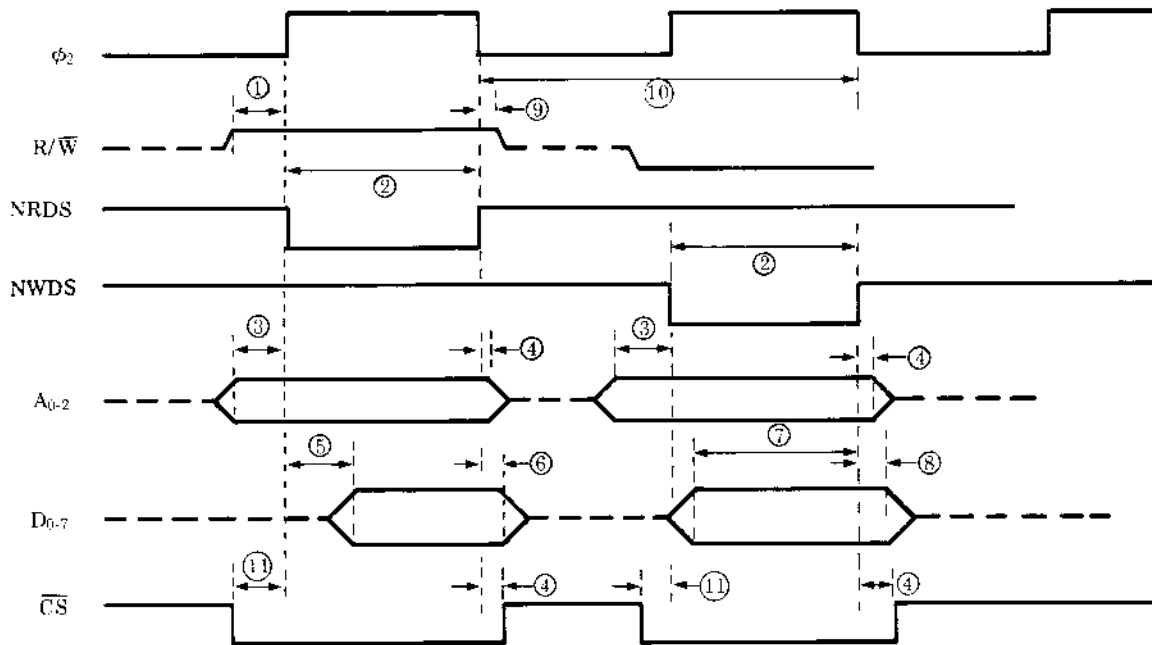 φ₂
①
⑩
⑨
R/W̅
②
NRDS
②
NWDS
③
④
③
④
A₀₋₂
⑤
⑥
⑦
⑧
D₀₋₇
⑪
④
⑪
④
C̅S̅